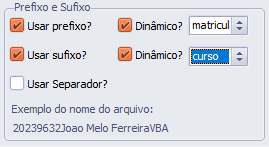 Prefixo e Sufixo
Usar prefixo? Dinâmico? matricul
Usar sufixo? Dinâmico? curso
Usar Separador?
Exemplo do nome do arquivo:
20239632Joao Melo FerreiraVBA